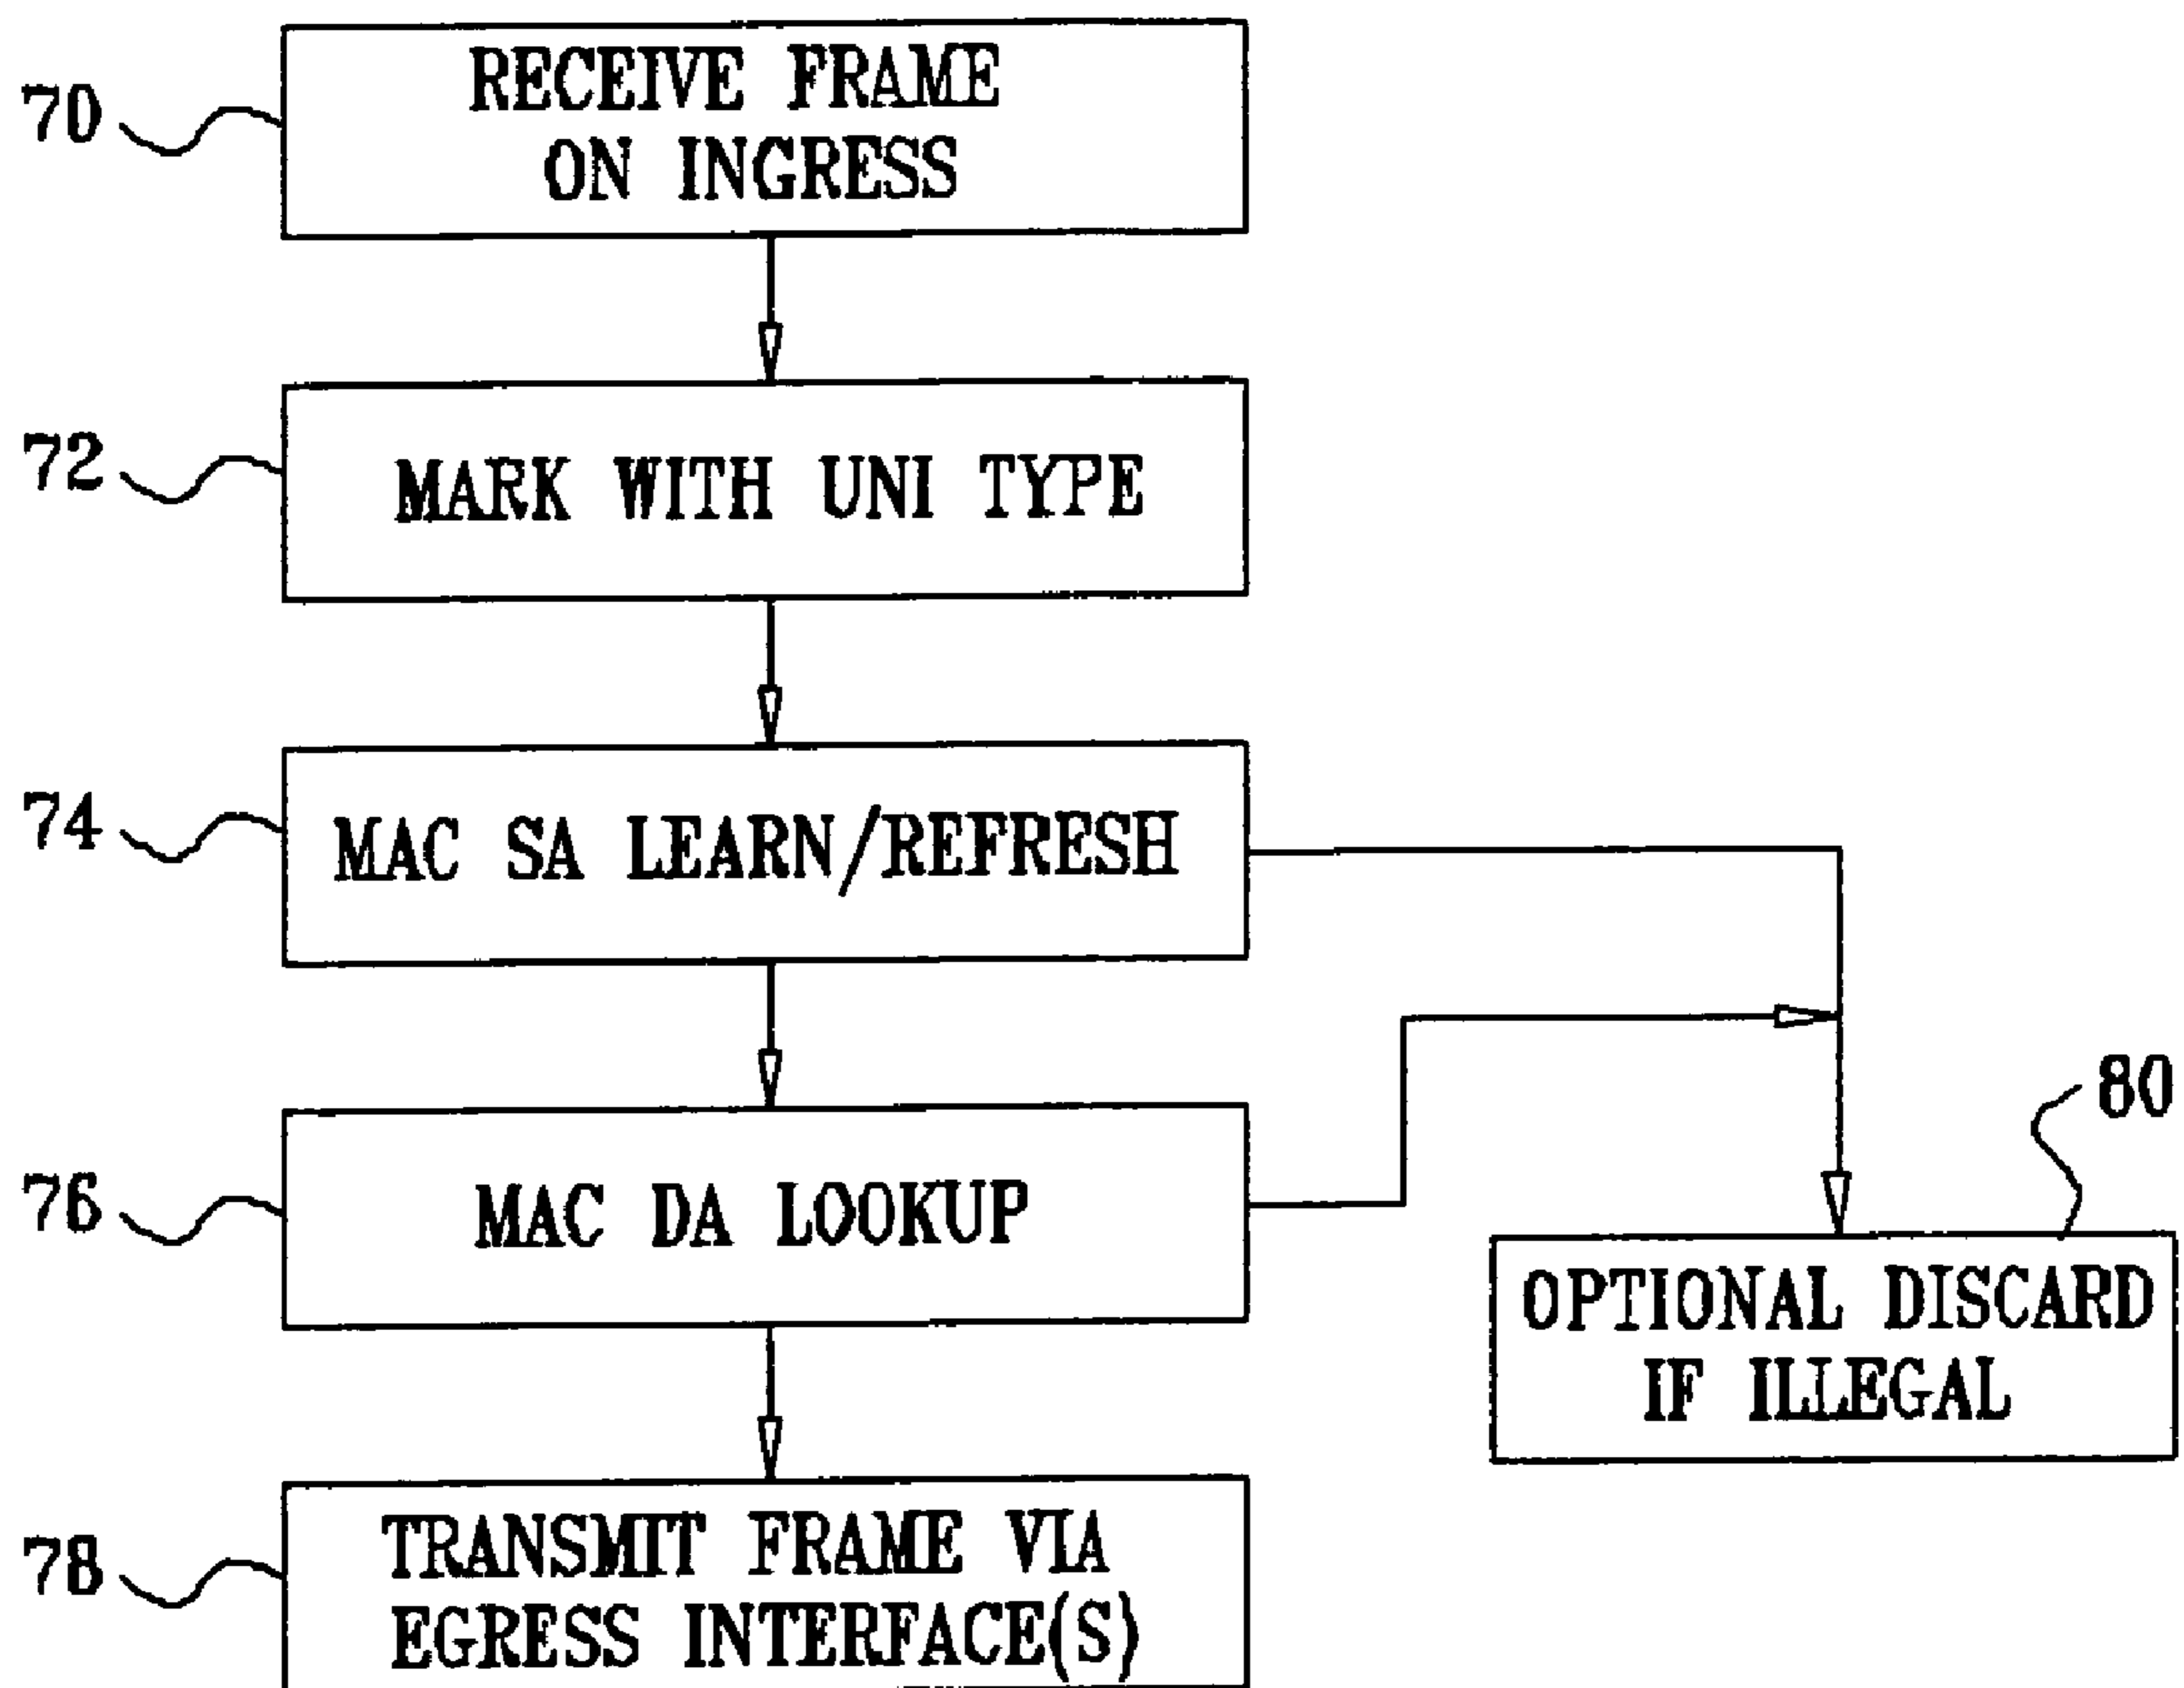 70
RECEIVE FRAME
ON INGRESS
72
MARK WITH UNI TYPE
74
MAC SA LEARN/REFRESH
76
MAC DA LOOKUP
80
OPTIONAL DISCARD
IF ILLEGAL
78
TRANSMIT FRAME VIA
EGRESS INTERFACE(S)